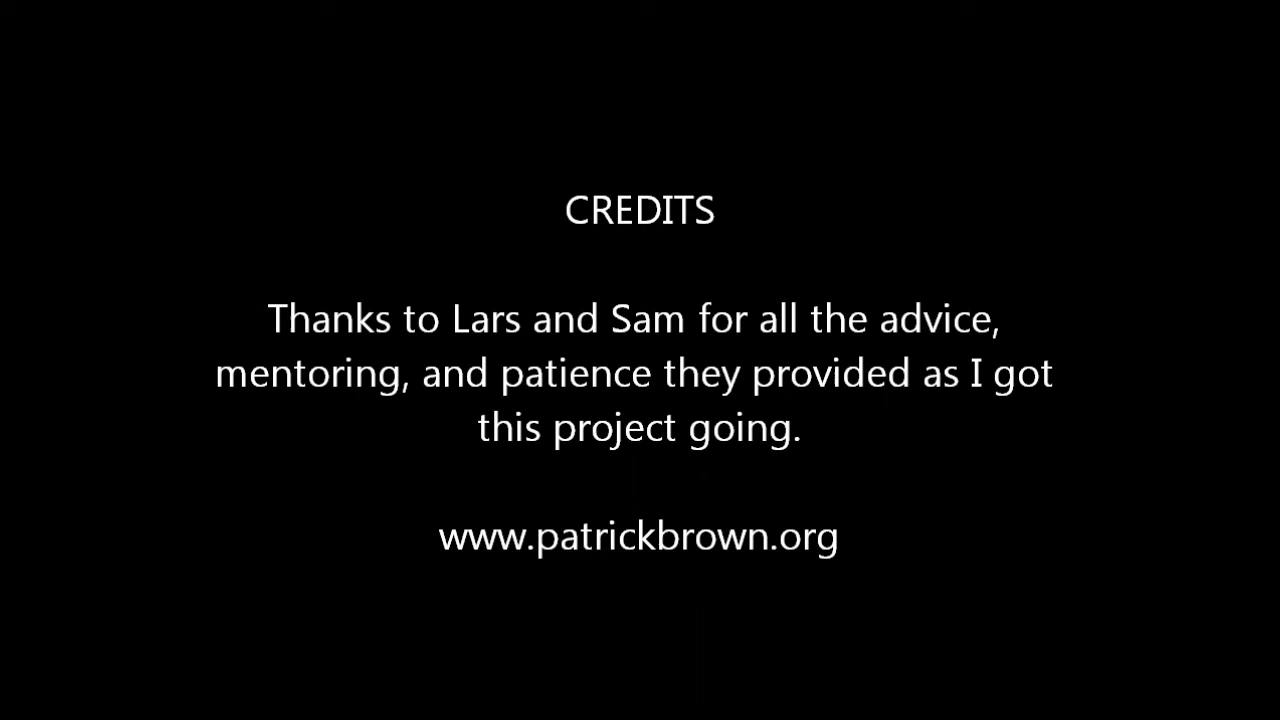 CREDITS
Thanks to Lars and Sam for all the advice,
mentoring, and patience they provided as I got
this project going.
www.patrickbrown.org